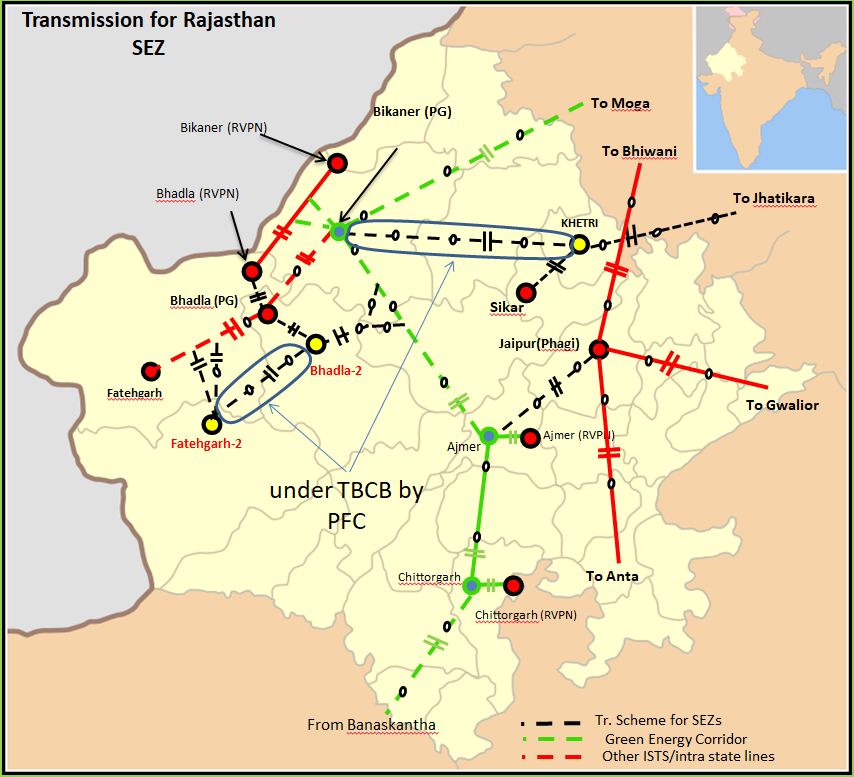 Transmission for Rajasthan
SEZ
Bikaner (PG)
To Moga
Bikaner (RVPN)
To Bhiwani
Bhadla (RVPN)
To Jhatikara
KHETRI
Bhadla (PG)
Sikar
Jaipur(Phagi)
Bhadla-2
Fatehgarh
To Gwalior
Fatehgarh-2
Ajmer
Ajmer (RVPN)
under TBCB by
PFC
Chittorgarh
To Anta
Chittorgarh (RVPN)
From Banaskantha
Tr. Scheme for SEZs
Green Energy Corridor
Other ISTS/intra state lines